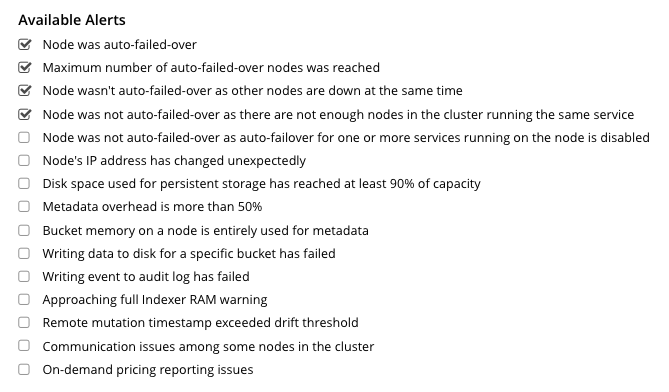 Available Alerts
Node was auto-failed-over
Maximum number of auto-failed-over nodes was reached
Node wasn't auto-failed-over as other nodes are down at the same time
Node was not auto-failed-over as there are not enough nodes in the cluster running the same service
Node was not auto-failed-over as auto-failover for one or more services running on the node is disabled
Node's IP address has changed unexpectedly
Disk space used for persistent storage has reached at least 90% of capacity
Metadata overhead is more than 50%
Bucket memory on a node is entirely used for metadata
Writing data to disk for a specific bucket has failed
Writing event to audit log has failed
Approaching full Indexer RAM warning
Remote mutation timestamp exceeded drift threshold
Communication issues among some nodes in the cluster
On-demand pricing reporting issues